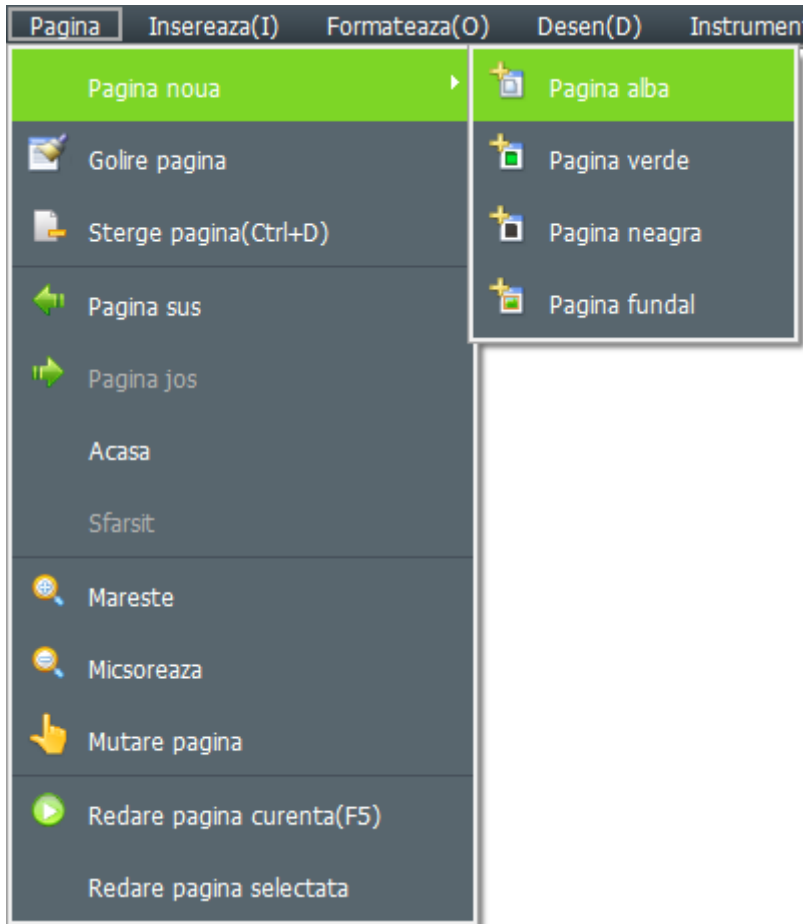 Pagina Insereaza(I) Formateaza(O) Desen(D) Instrumen
Pagina noua
Golire pagina
Sterge pagina(Ctrl+D)
Pagina sus
Pagina jos
Acasa
Sfarsit
Mareste
Micsoreaza
Mutare pagina
Redare pagina curenta(F5)
Redare pagina selectata
Pagina alba
Pagina verde
Pagina neagra
Pagina fundal